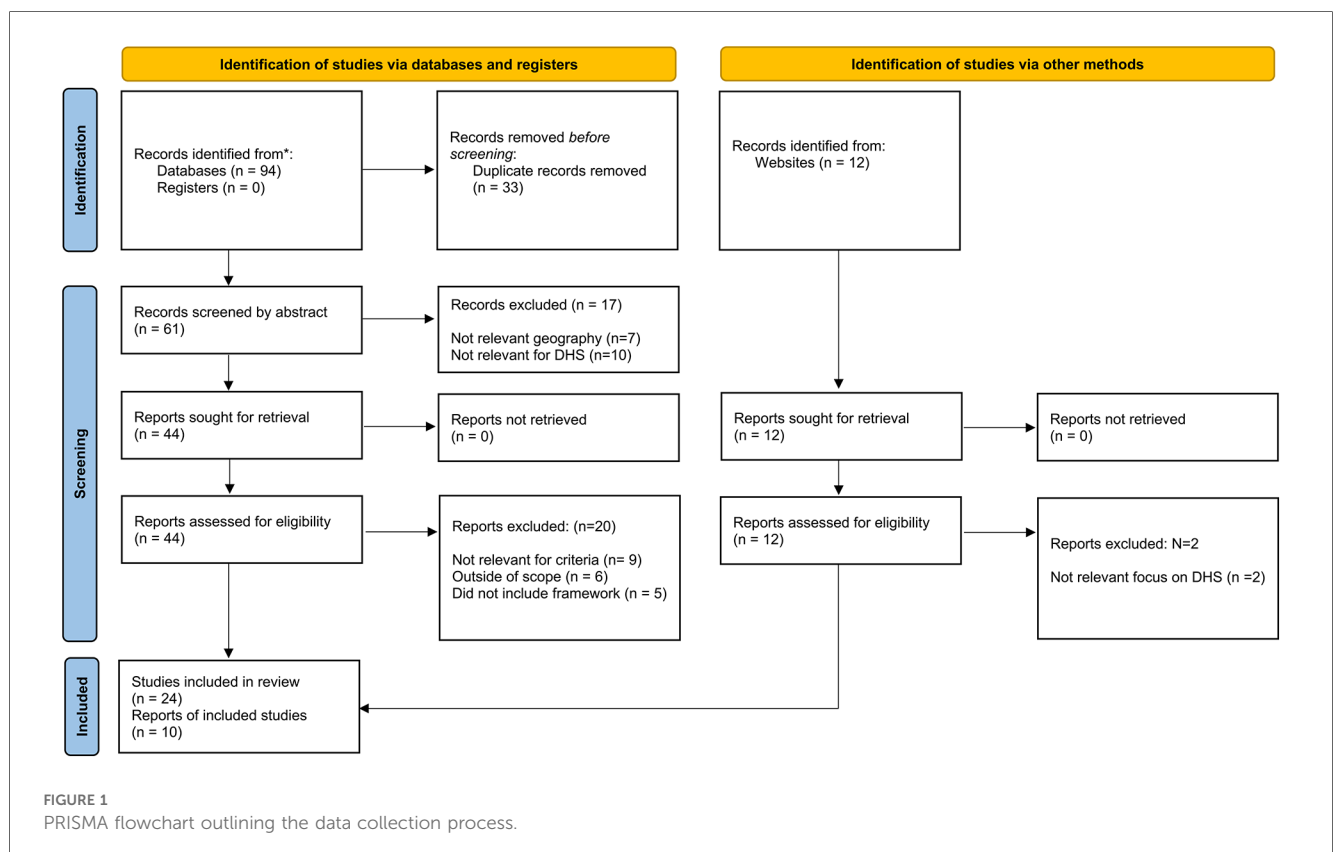 Identification of studies via databases and registers
Identification of studies via other methods
Identification
Records identified from*:
Databases (n = 94)
Registers (n = 0)
Records removed before
screening:
Duplicate records removed
(n = 33)
Records identified from:
Websites (n = 12)
Screening
Records screened by abstract
(n = 61)
Records excluded (n = 17)
Not relevant geography (n=7)
Not relevant for DHS (n=10)
Reports sought for retrieval
(n = 44)
Reports not retrieved
(n = 0)
Reports sought for retrieval
(n = 12)
Reports not retrieved
(n = 0)
Reports assessed for eligibility
(n = 44)
Reports excluded: (n=20)
Not relevant for criteria (n= 9)
Outside of scope (n = 6)
Did not include framework (n = 5)
Reports assessed for eligibility
(n = 12)
Reports excluded: N=2
Not relevant focus on DHS (n =2)
Included
Studies included in review
(n = 24)
Reports of included studies
(n = 10)
FIGURE 1
PRISMA flowchart outlining the data collection process.